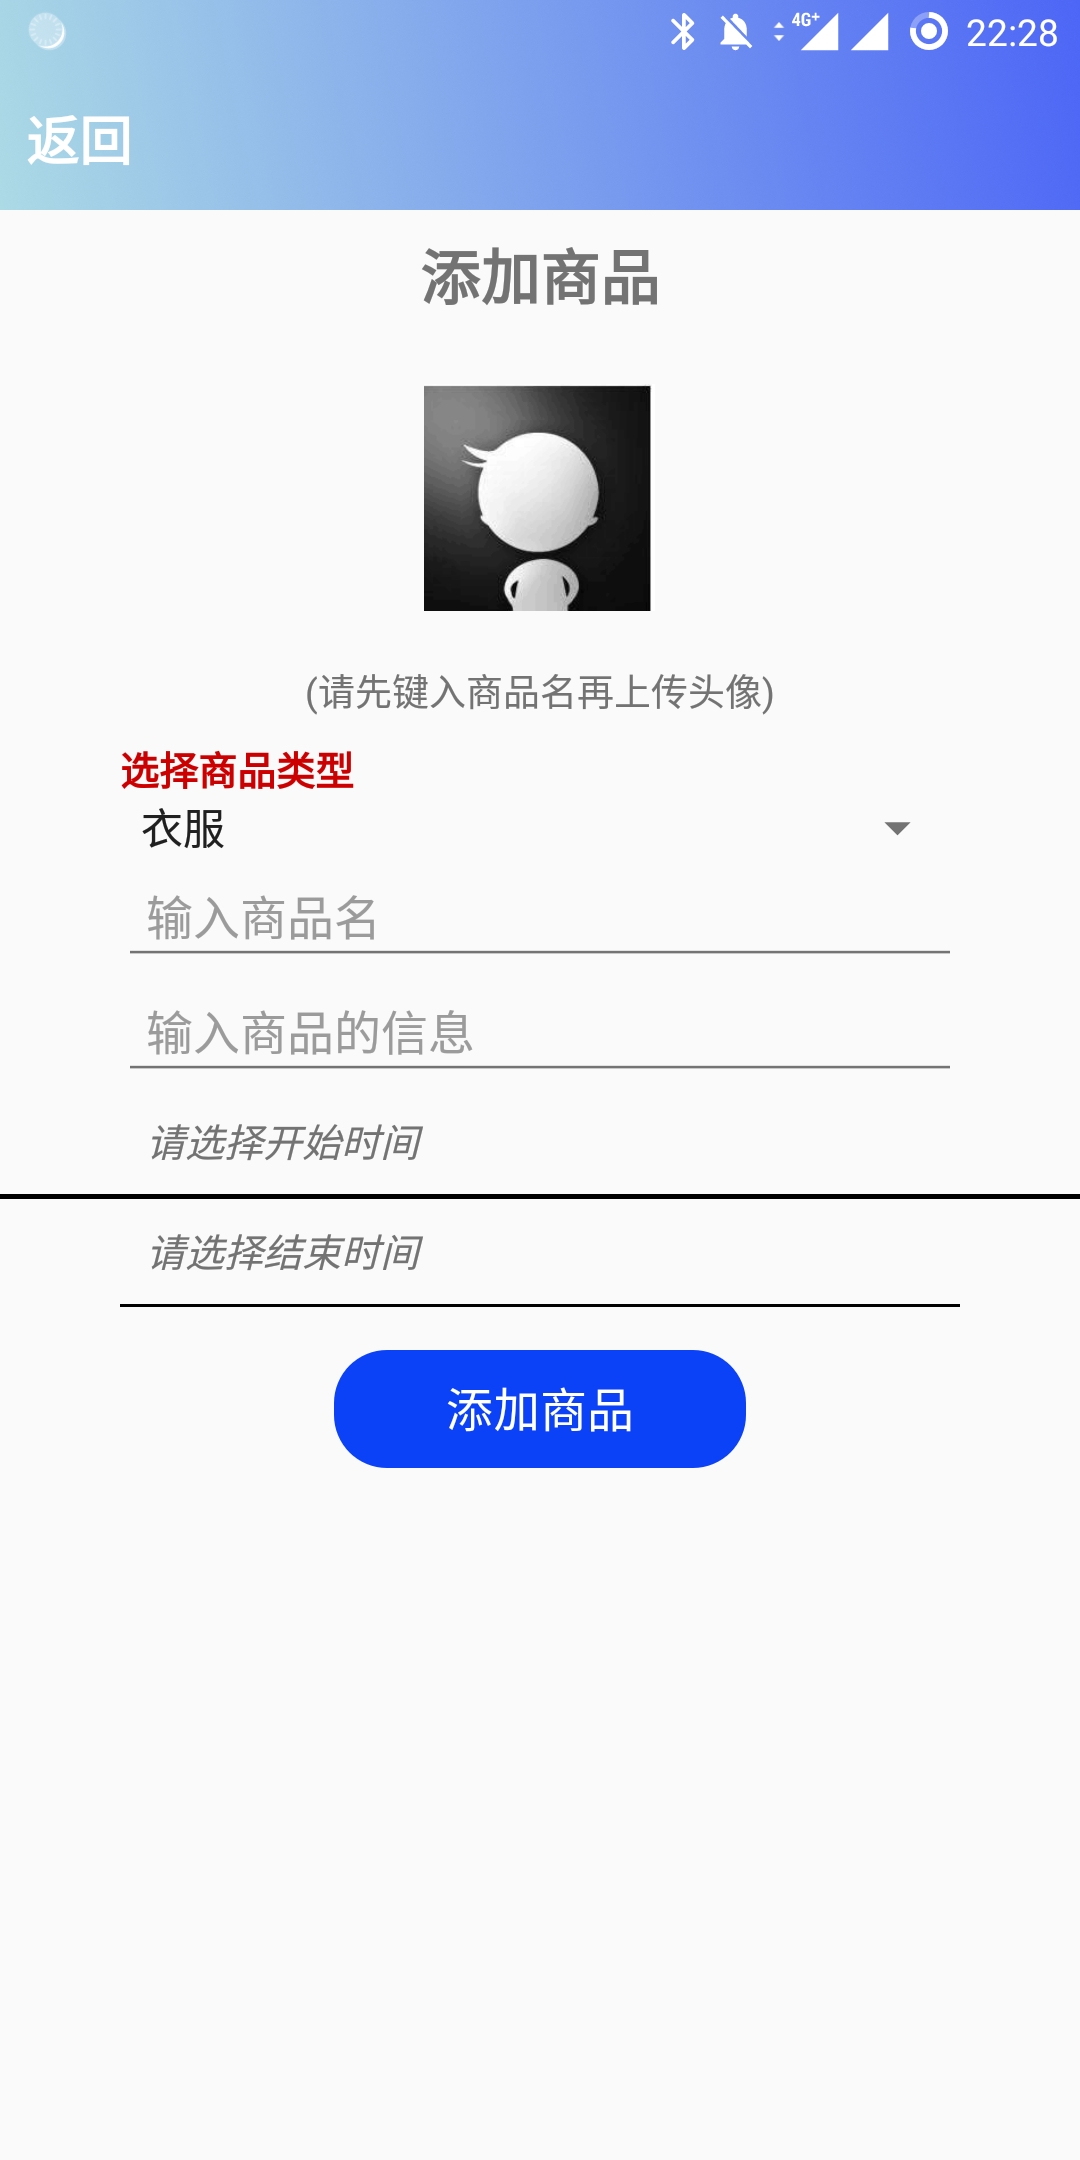 4G+ 22:28
返回
添加商品
(请先键入商品名再上传头像)
选择商品类型
衣服
输入商品名
输入商品的信息
请选择开始时间
请选择结束时间
添加商品